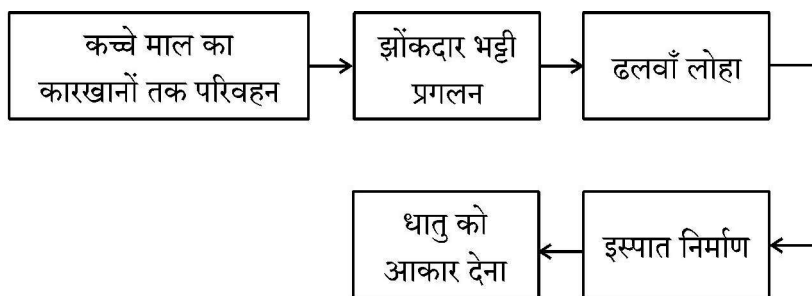 कच्चे माल का
कारखानों तक परिवहन
झोंकदार भट्टी
प्रगलन
ढलवाँ लोहा
इस्पात निर्माण
धातु को
आकार देना